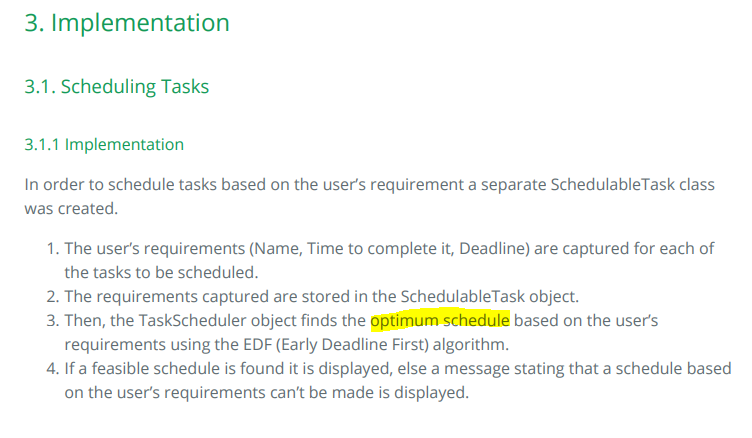 3. Implementation
3.1. Scheduling Tasks
3.1.1 Implementation
In order to schedule tasks based on the user’s requirement a separate SchedulableTask class
was created.
1. The user’s requirements (Name, Time to complete it, Deadline) are captured for each of
the tasks to be scheduled.
2. The requirements captured are stored in the SchedulableTask object.
3. Then, the TaskScheduler object finds the optimum schedule based on the user’s
requirements using the EDF (Early Deadline First) algorithm.
4. If a feasible schedule is found it is displayed, else a message stating that a schedule based
on the user’s requirements can’t be made is displayed.